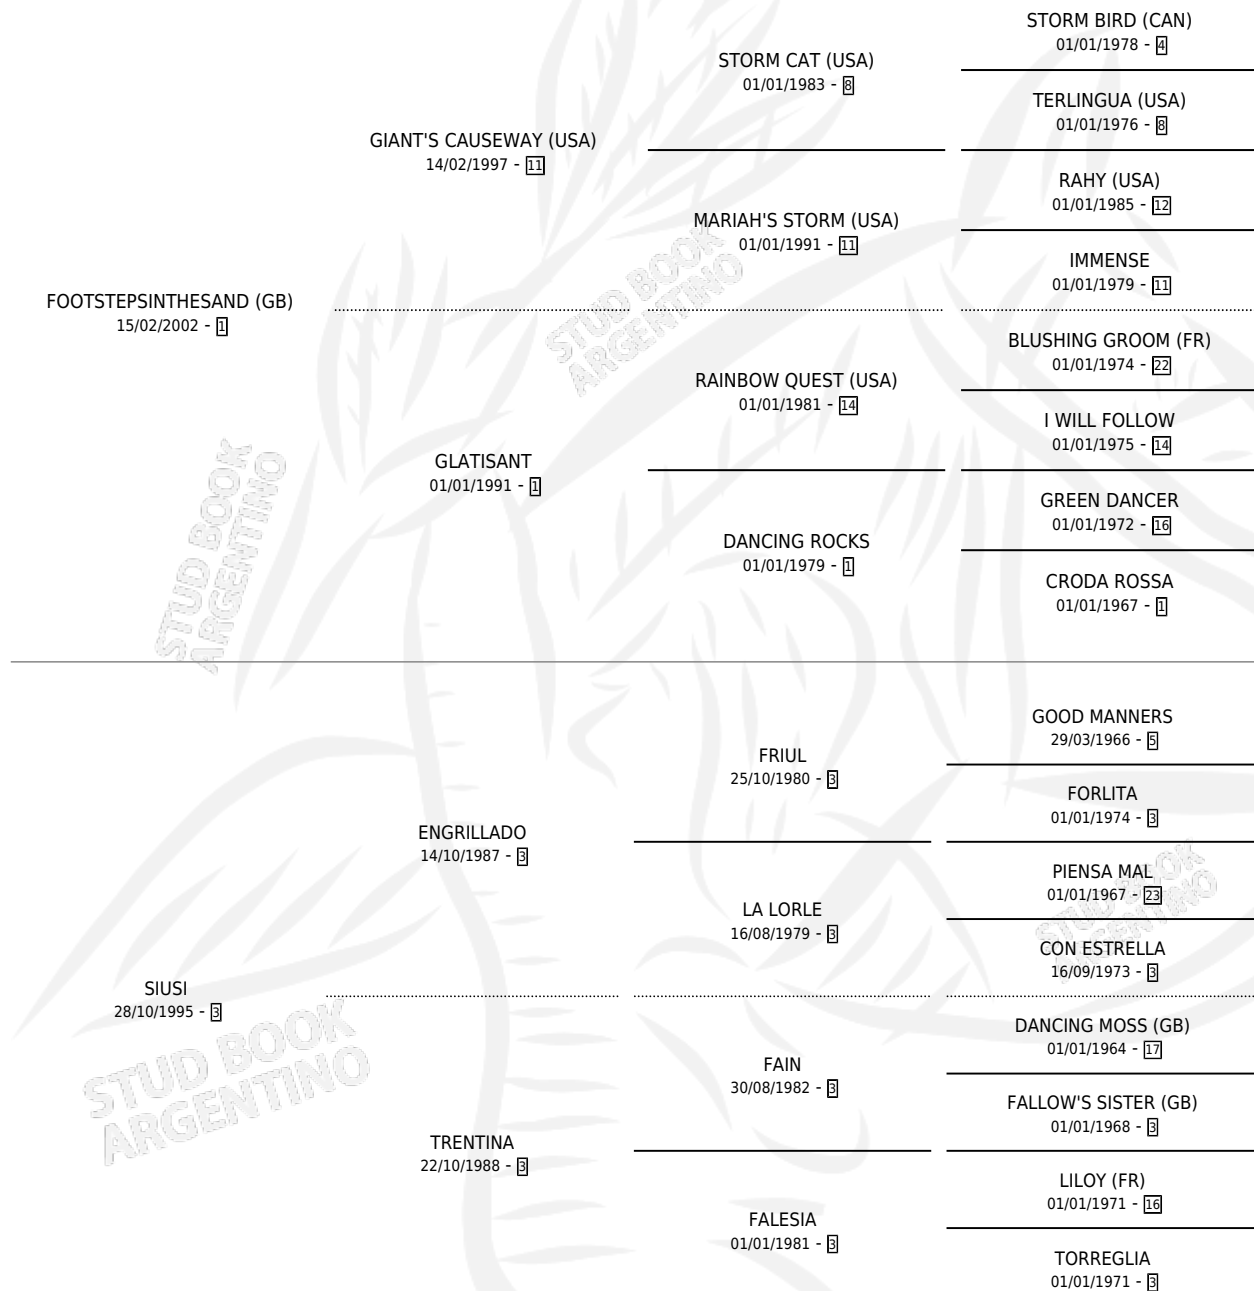 STORM BIRD (CAN)
01/01/1978 - 4
STORM CAT (USA)
01/01/1983 - 8
TERLINGUA (USA)
01/01/1976 - 8
GIANT'S CAUSEWAY (USA)
14/02/1997 - 11
RAHY (USA)
01/01/1985 - 12
MARIAH'S STORM (USA)
01/01/1991 - 11
IMMENSE
01/01/1979 - 11
FOOTSTEPSINTHESAND (GB)
15/02/2002 - 1
BLUSHING GROOM (FR)
01/01/1974 - 22
RAINBOW QUEST (USA)
01/01/1981 - 14
I WILL FOLLOW
01/01/1975 - 14
GLATISANT
01/01/1991 - 1
GREEN DANCER
01/01/1972 - 16
DANCING ROCKS
01/01/1979 - 1
CRODA ROSSA
01/01/1967 - 1
GOOD MANNERS
29/03/1966 - 5
FRIUL
25/10/1980 - 3
FORLITA
01/01/1974 - 3
ENGRILLADO
14/10/1987 - 3
PIENSA MAL
01/01/1967 - 23
LA LORLE
16/08/1979 - 3
CON ESTRELLA
16/09/1973 - 3
SIUSI
28/10/1995 - 3
DANCING MOSS (GB)
01/01/1964 - 17
FAIN
30/08/1982 - 3
FALLOW'S SISTER (GB)
01/01/1968 - 3
TRENTINA
22/10/1988 - 3
LILOY (FR)
01/01/1971 - 16
FALESIA
01/01/1981 - 3
TORREGLIA
01/01/1971 - 3
STUD BOOK
ARGENTINO
STUD BOOK
ARGENTINO
STUD BOOK
ARGENTINO
STUD BOOK
ARGENTINO